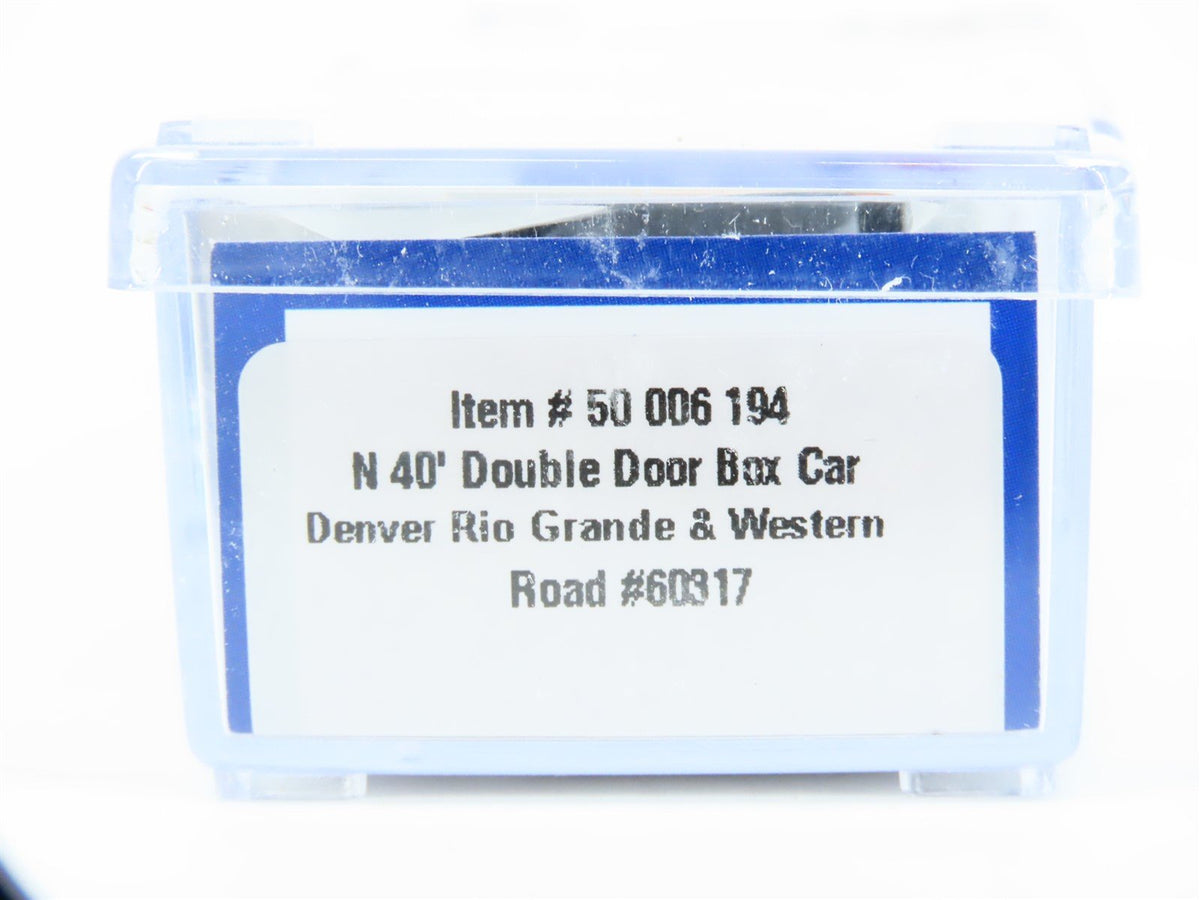 Item # 50 006 194
N 40' Double Door Box Car
Denver Rio Grande & Western
Road #60317